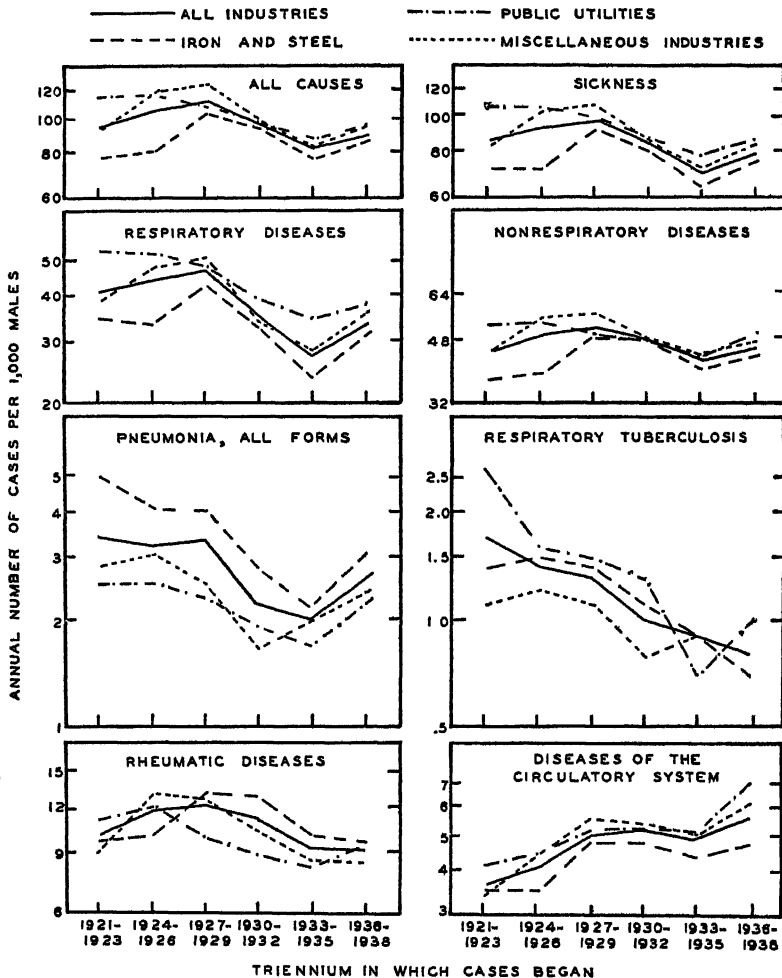 ALL INDUSTRIES
PUBLIC UTILITIES
IRON AND STEEL
MISCELLANEOUS INDUSTRIES
ANNUAL NUMBER OF CASES PER 1,000 MALES
ALL CAUSES
120
100
80
60
SICKNESS
120
100
80
60
RESPIRATORY DISEASES
50
40
30
20
NONRESPIRATORY DISEASES
64
48
32
PNEUMONIA, ALL FORMS
5
4
3
2
1
RESPIRATORY TUBERCULOSIS
2.5
2.0
1.5
1.0
.5
RHEUMATIC DISEASES
15
12
9
6
DISEASES OF THE
CIRCULATORY SYSTEM
7
6
5
4
3
1921- 1924- 1927- 1930- 1933- 1936-
1923 1926 1929 1932 1935 1938
1921- 1924- 1927- 1930- 1933- 1936-
1923 1926 1929 1932 1935 1938
TRIENNIUM IN WHICH CASES BEGAN